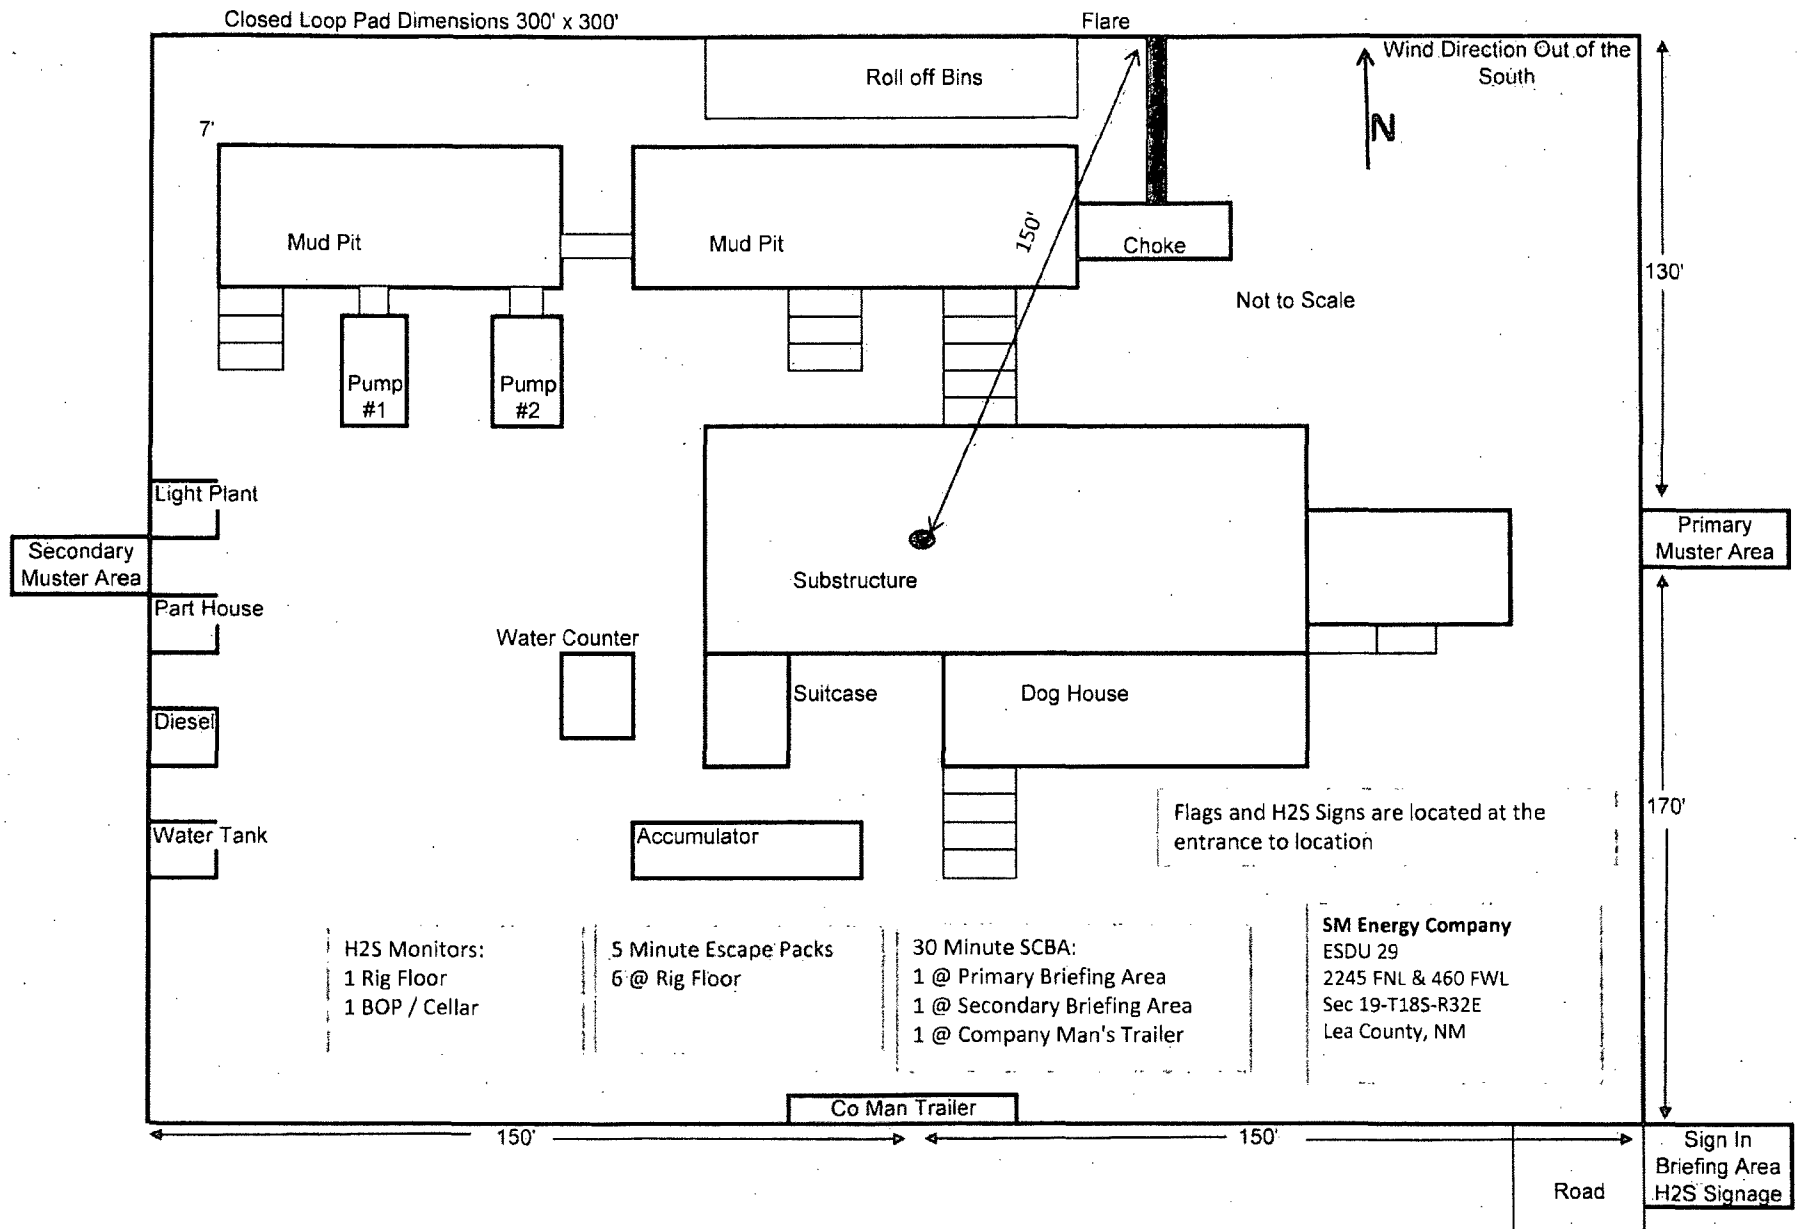 Closed Loop Pad Dimensions 300' x 300'
Flare
Wind Direction Out of the
South
Roll off Bins
N
7'
Mud Pit
Mud Pit
150'
Choke
130'
Not to Scale
Pump
#1
Pump
#2
Light Plant
Secondary
Muster Area
Primary
Muster Area
Substructure
Part House
Water Counter
Suitcase
Dog House
Diesel
Water Tank
Accumulator
Flags and H2S Signs are located at the
entrance to location
170'
H2S Monitors:
1 Rig Floor
1 BOP / Cellar
5 Minute Escape Packs
6 @ Rig Floor
30 Minute SCBA:
1 @ Primary Briefing Area
1 @ Secondary Briefing Area
1 @ Company Man's Trailer
SM Energy Company
ESDU 29
2245 FNL & 460 FWL
Sec 19-T18S-R32E
Lea County, NM
Co Man Trailer
150'
150'
Road
Sign In
Briefing Area
H2S Signage